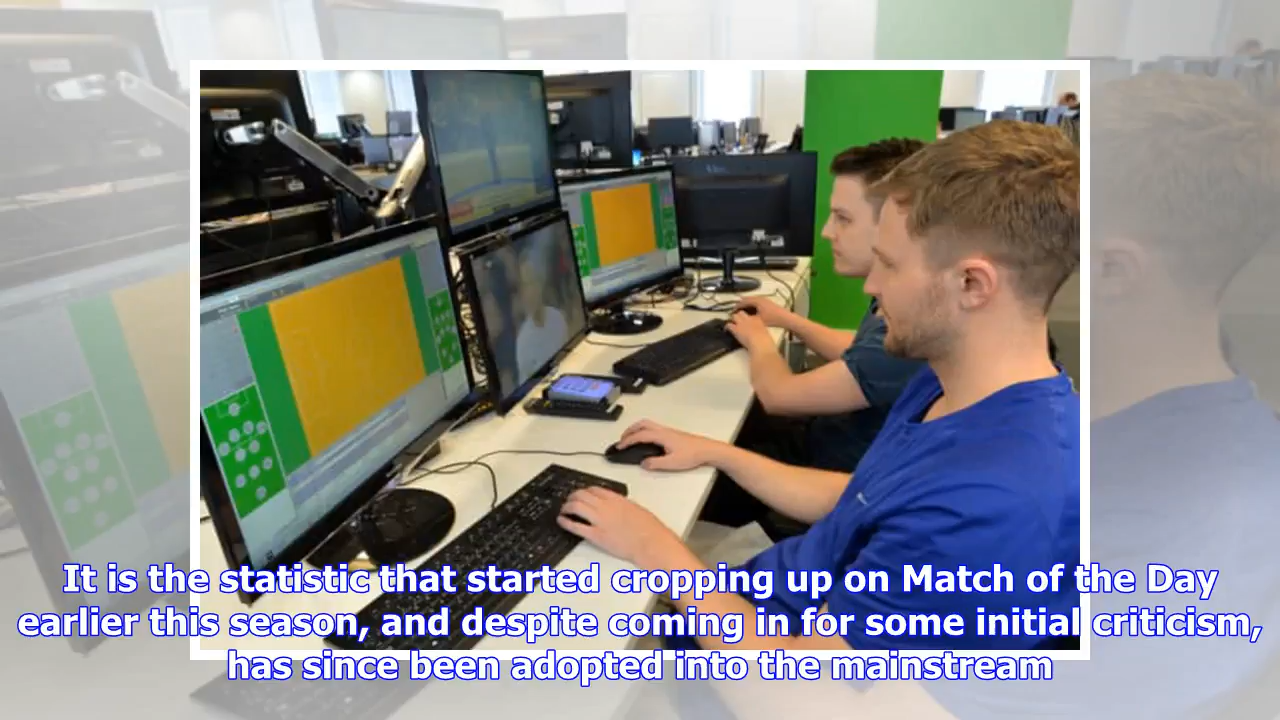 It is the statistic that started cropping up on Match of the Day
earlier this season, and despite coming in for some initial criticism,
has since been adopted into the mainstream